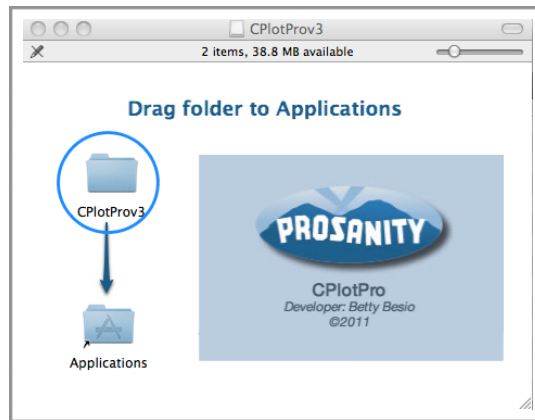 CPlotProv3
2 items, 38.8 MB available
Drag folder to Applications
CPlotProv3
Applications
PROSANITY
CPlotPro
Developer: Betty Besio
©2011